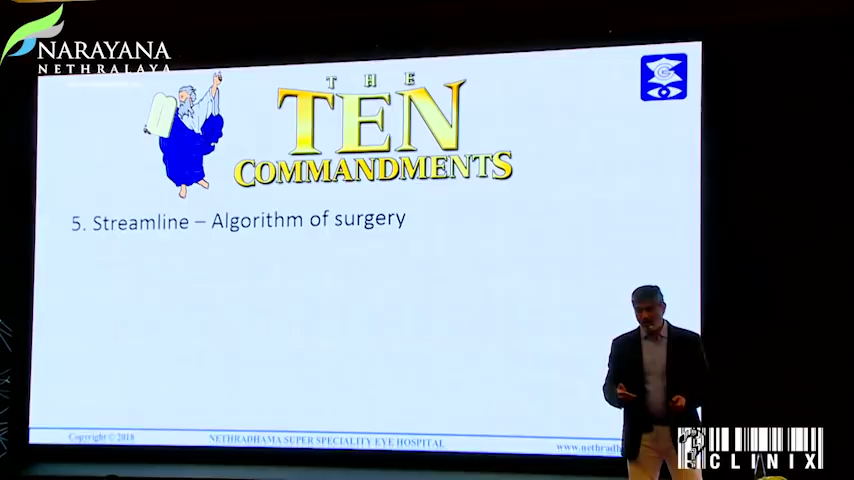 NARAYANA
NETHRALAYA
THE
TEN
COMMANDMENTS
5. Streamline – Algorithm of surgery
Copyright © 2018
NETHRADHAMA SUPER SPECIALITY EYE HOSPITAL
CLINIX